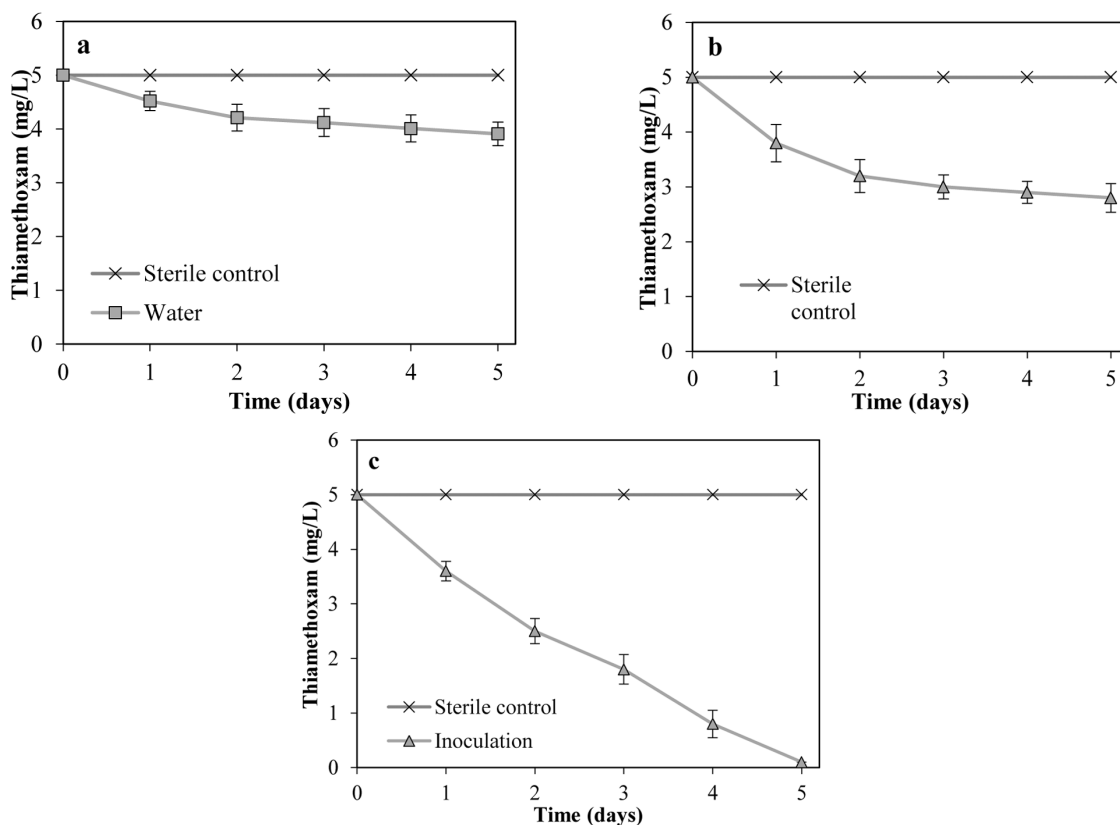 a
6
5
4
3
2
1
0
Thiamethoxam (mg/L)
Sterile control
Water
0 1 2 3 4 5
Time (days)
b
6
5
4
3
2
1
0
Thiamethoxam (mg/L)
Sterile
control
0 1 2 3 4 5
Time (days)
c
6
5
4
3
2
1
0
Thiamethoxam (mg/L)
Sterile control
Inoculation
0 1 2 3 4 5
Time (days)